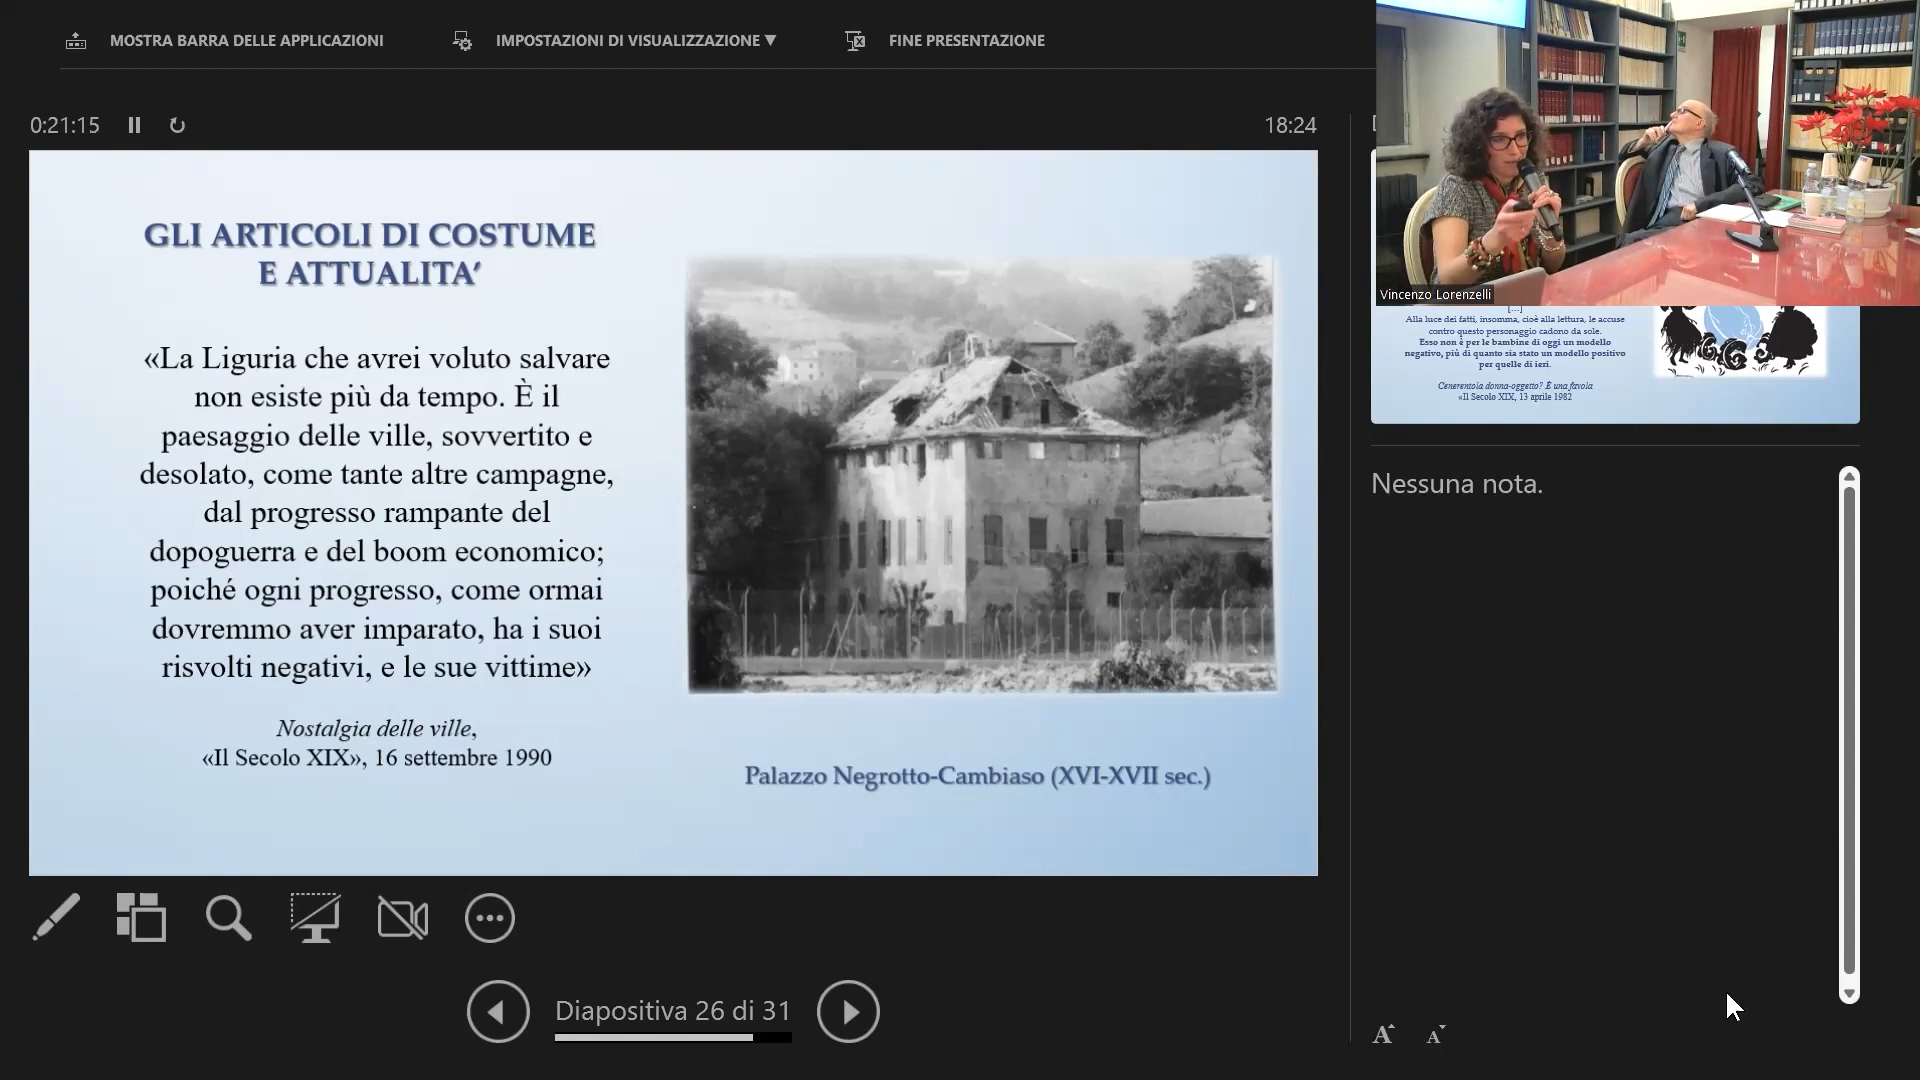 MOSTRA BARRA DELLE APPLICAZIONI
IMPOSTAZIONI DI VISUALIZZAZIONE ▼
FINE PRESENTAZIONE
0:21:15
18:24
GLI ARTICOLI DI COSTUME
E ATTUALITA'
«La Liguria che avrei voluto salvare
non esiste più da tempo. È il
paesaggio delle ville, sovvertito e
desolato, come tante altre campagne,
dal progresso rampante del
dopoguerra e del boom economico;
poiché ogni progresso, come ormai
dovremmo aver imparato, ha i suoi
risvolti negativi, e le sue vittime»
Nostalgia delle ville,
«Il Secolo XIX», 16 settembre 1990
Palazzo Negrotto-Cambiaso (XVI-XVII sec.)
Diapositiva 26 di 31
Vincenzo Lorenzelli
[...]
Alla luce dei fatti, insomma, cioè alla lettura, le accuse
contro questo personaggio cadono da sole.
Esso non è per le bambine di oggi un modello
negativo, più di quanto sia stato un modello positivo
per quelle di ieri.
Cenerentola donna-oggetto? È una favola
«Il Secolo XIX, 13 aprile 1982
Nessuna nota.
A A